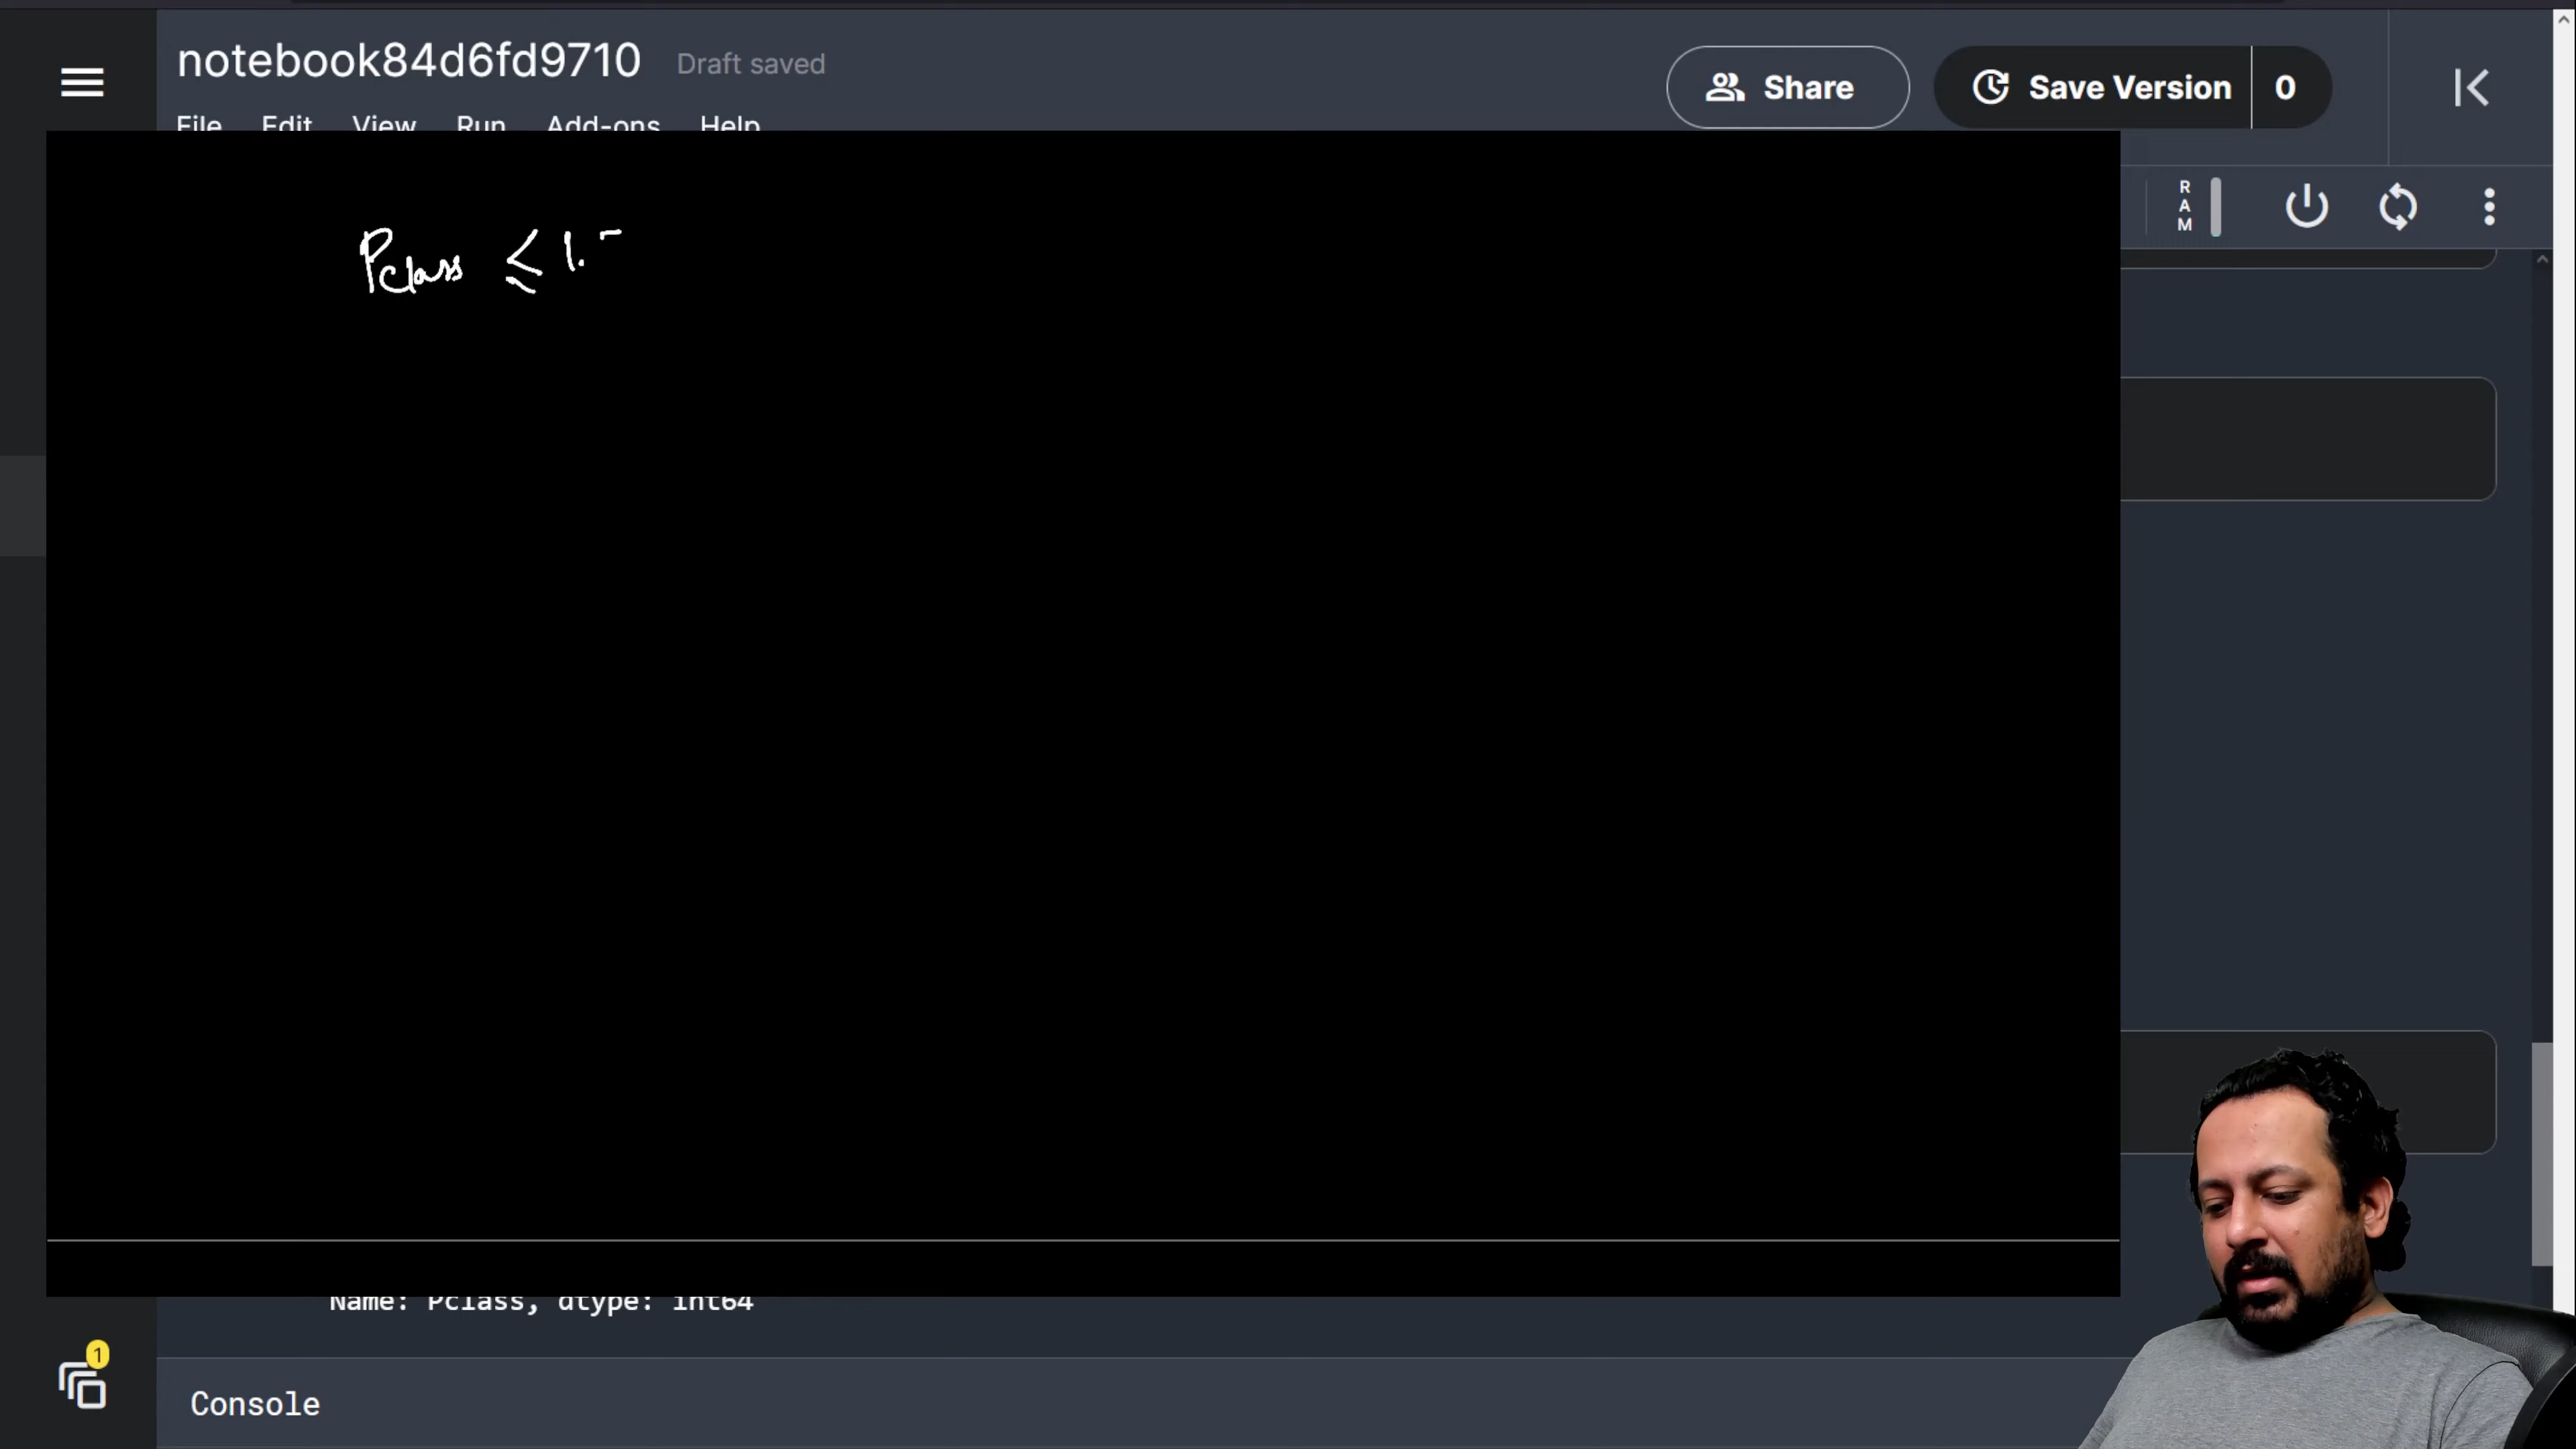 notebook84d6fd9710 Draft saved
Share
Save Version 0
File Edit View Run Add-ons Help
RAM
Pclass ≤ 1.
Name: Pclass, dtype: int64
1
Console